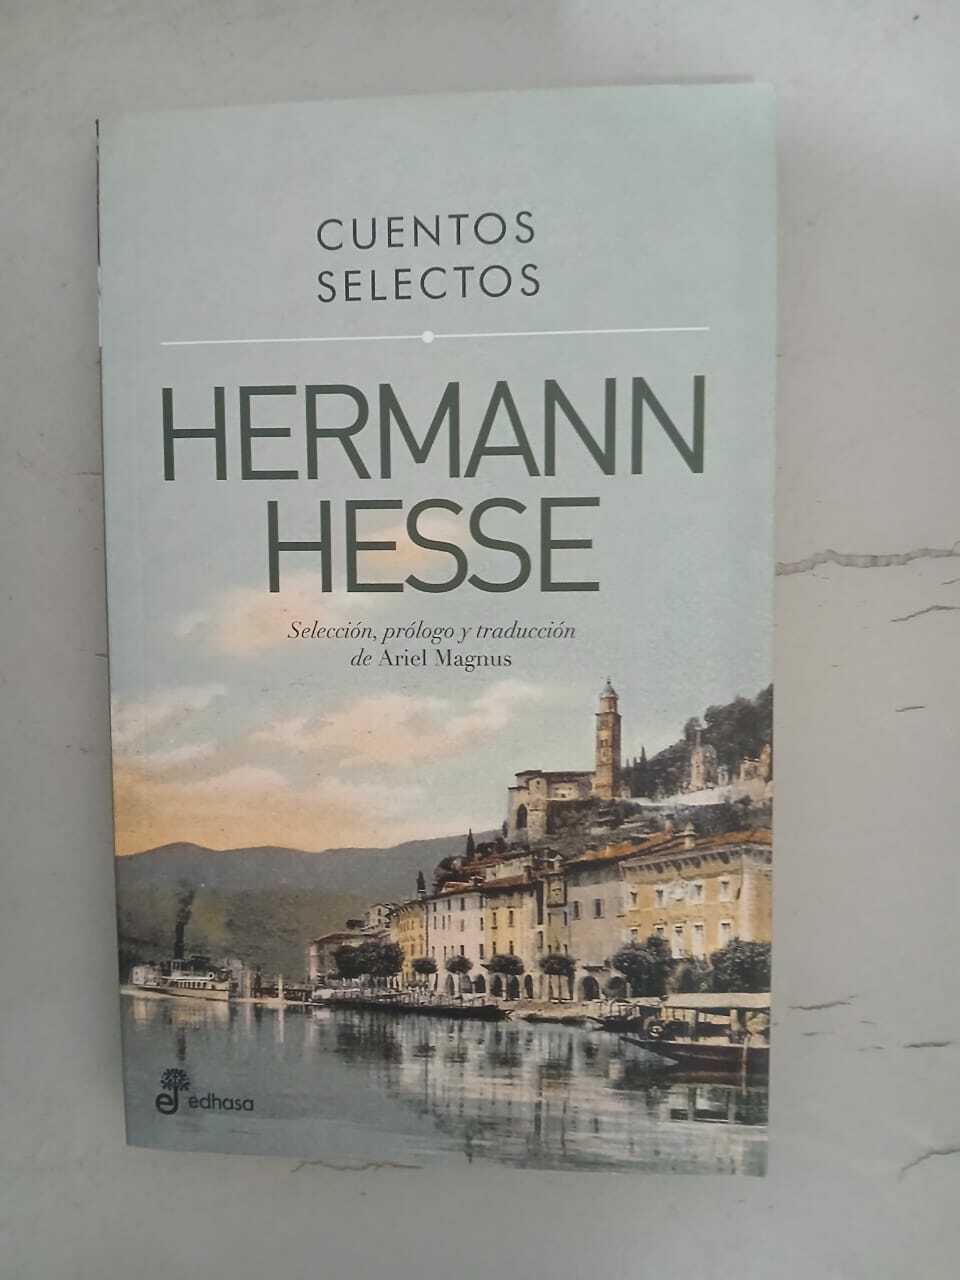 CUENTOS
SELECTOS
HERMANN
HESSE
Selección, prólogo y traducción
de Ariel Magnus
edhasa